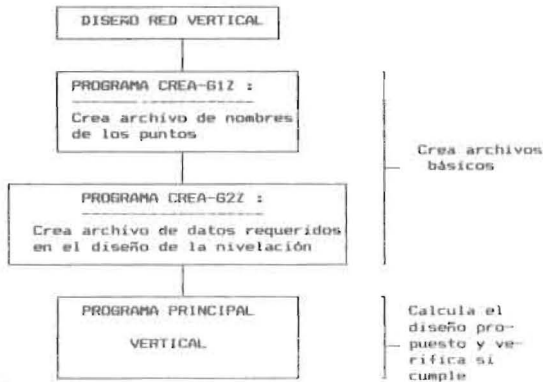 DISEÑO RED VERTICAL
PROGRAMA CREA-G1Z :
Crea archivo de nombres
de los puntos
Crea archivos
básicos
PROGRAMA CREA-G2Z :
Crea archivo de datos requeridos
en el diseño de la nivelación
PROGRAMA PRINCIPAL
VERTICAL
Calcula el
diseño pro-
puesto y ve-
rifica si
cumple